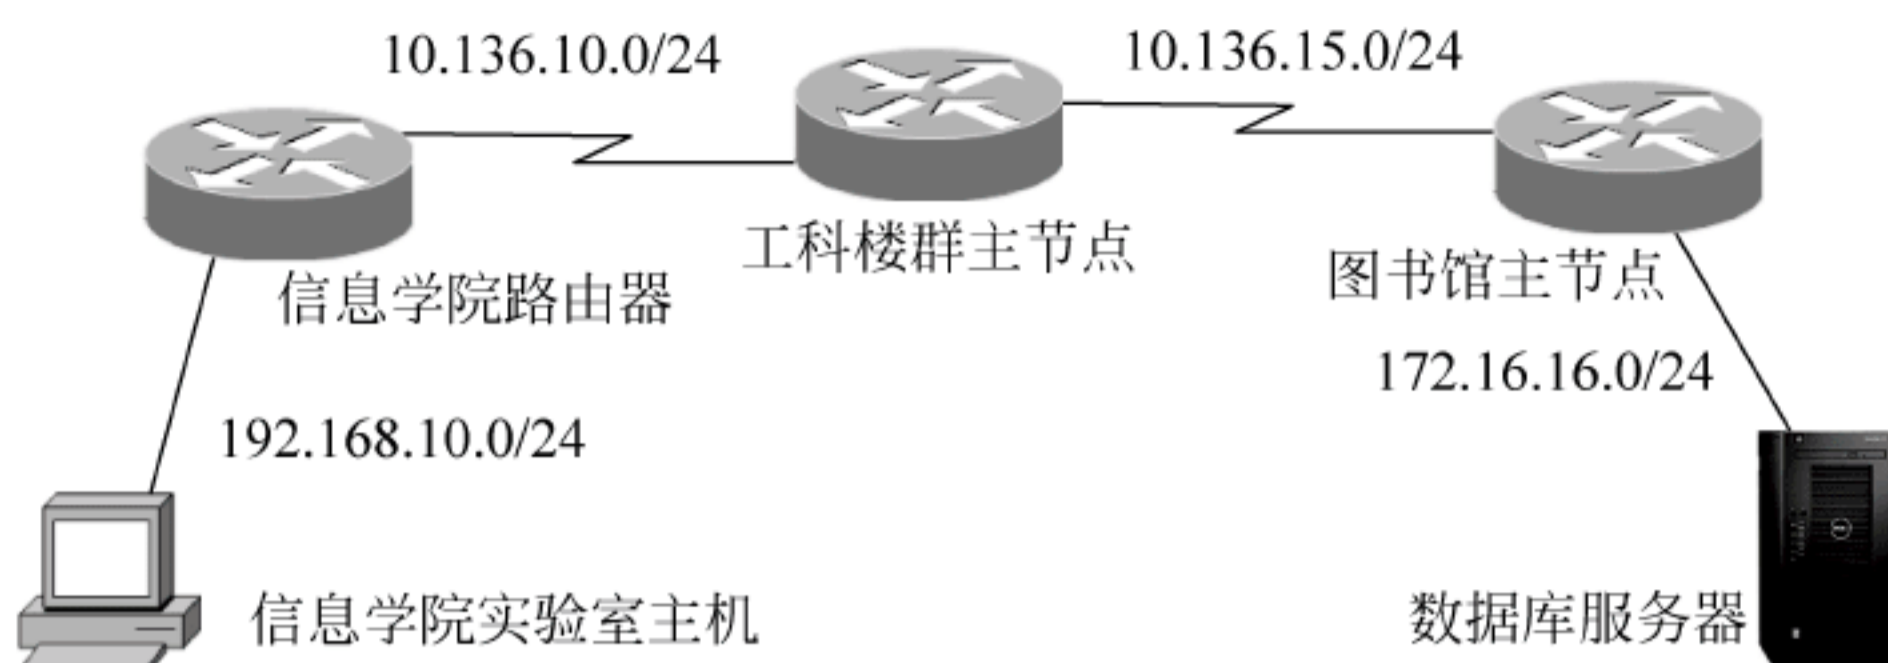 10.136.10.0/24
10.136.15.0/24
工科楼群主节点
图书馆主节点
信息学院路由器
172.16.16.0/24
192.168.10.0/24
信息学院实验室主机
数据库服务器